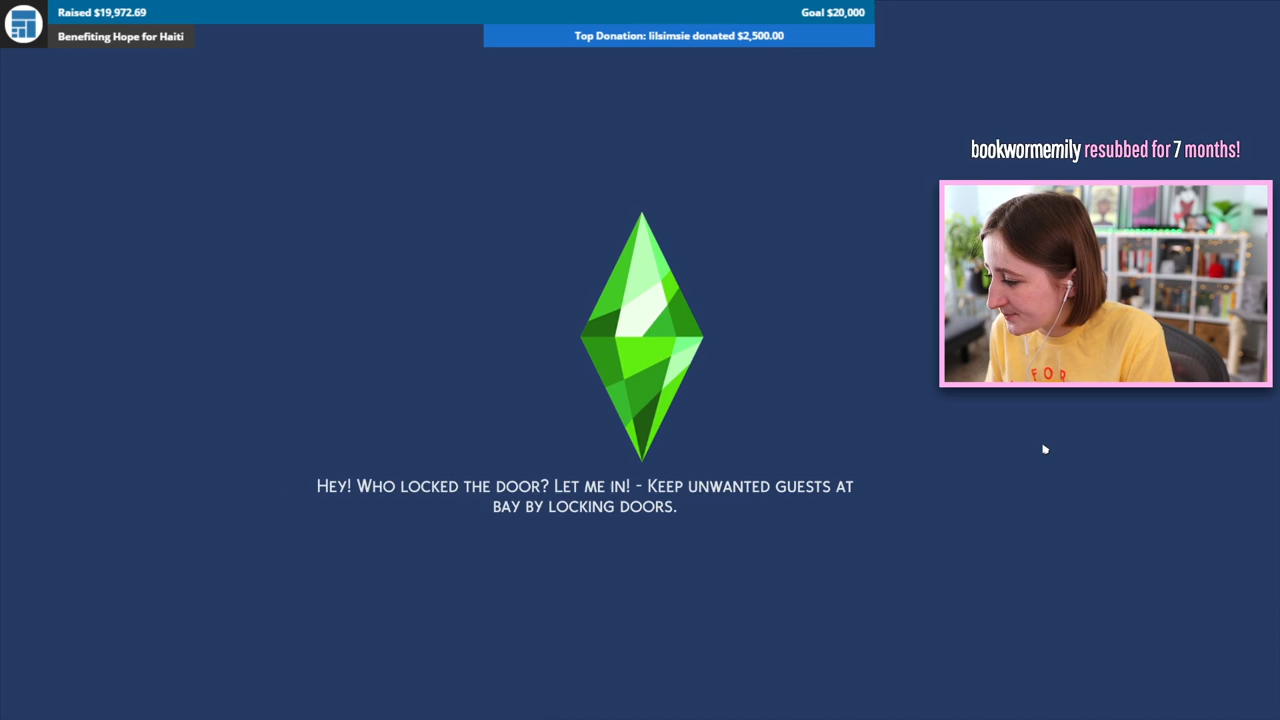 Raised $19,972.69
Goal $20,000
Benefiting Hope for Haiti
Top Donation: lilsimsie donated $2,500.00
bookwormemily resubbed for 7 months!
FOR
HEY! WHO LOCKED THE DOOR? LET ME IN! - KEEP UNWANTED GUESTS AT
BAY BY LOCKING DOORS.